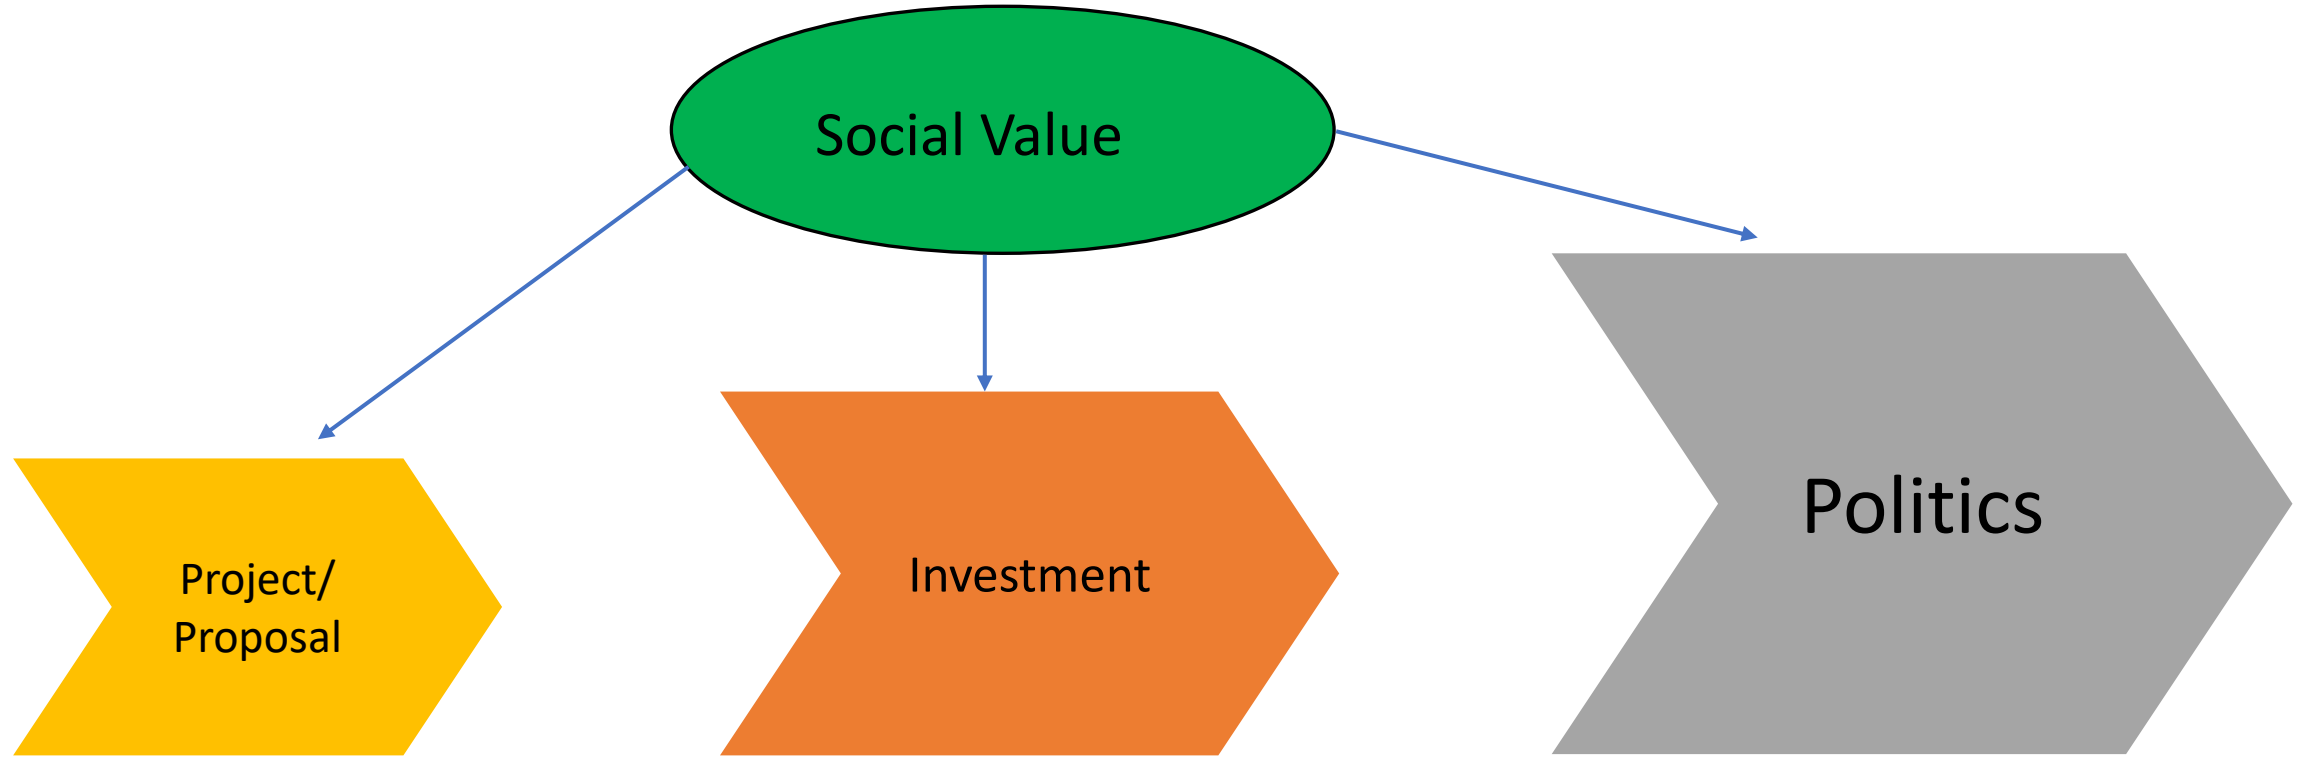 Social Value
Project/
Proposal
Investment
Politics